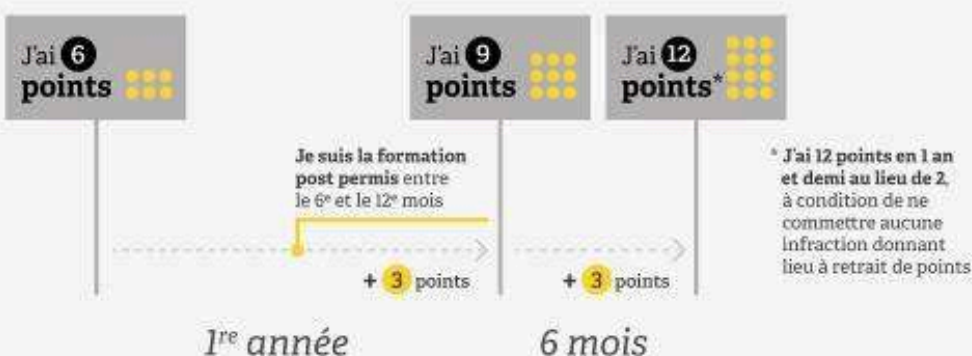 J'ai 6
points
J'ai 9
points
J'ai 12
points*
Je suis la formation
post permis entre
le 6e et le 12e mois
* J'ai 12 points en 1 an
et demi au lieu de 2,
à condition de ne
commettre aucune
infraction donnant
lieu à retrait de points
+ 3 points
+ 3 points
1re année
6 mois